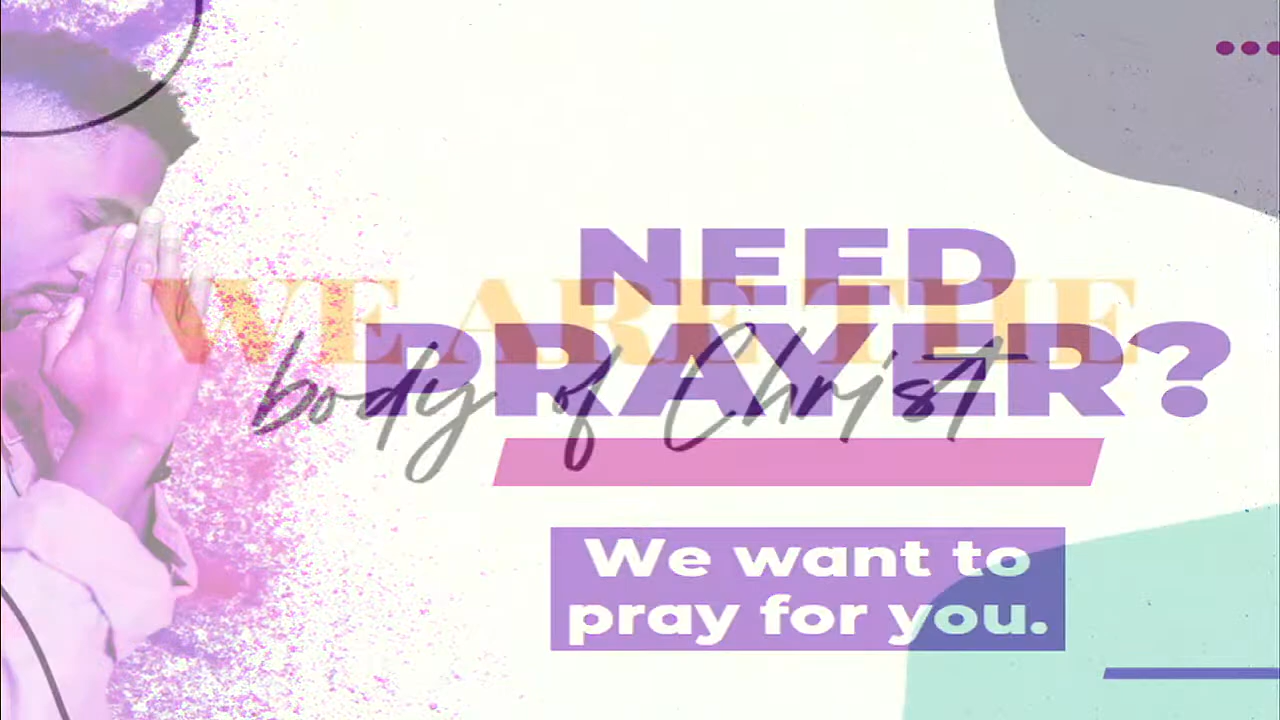 NEED
WE ARE THE
PRAYER?
body of Christ
We want to
pray for you.